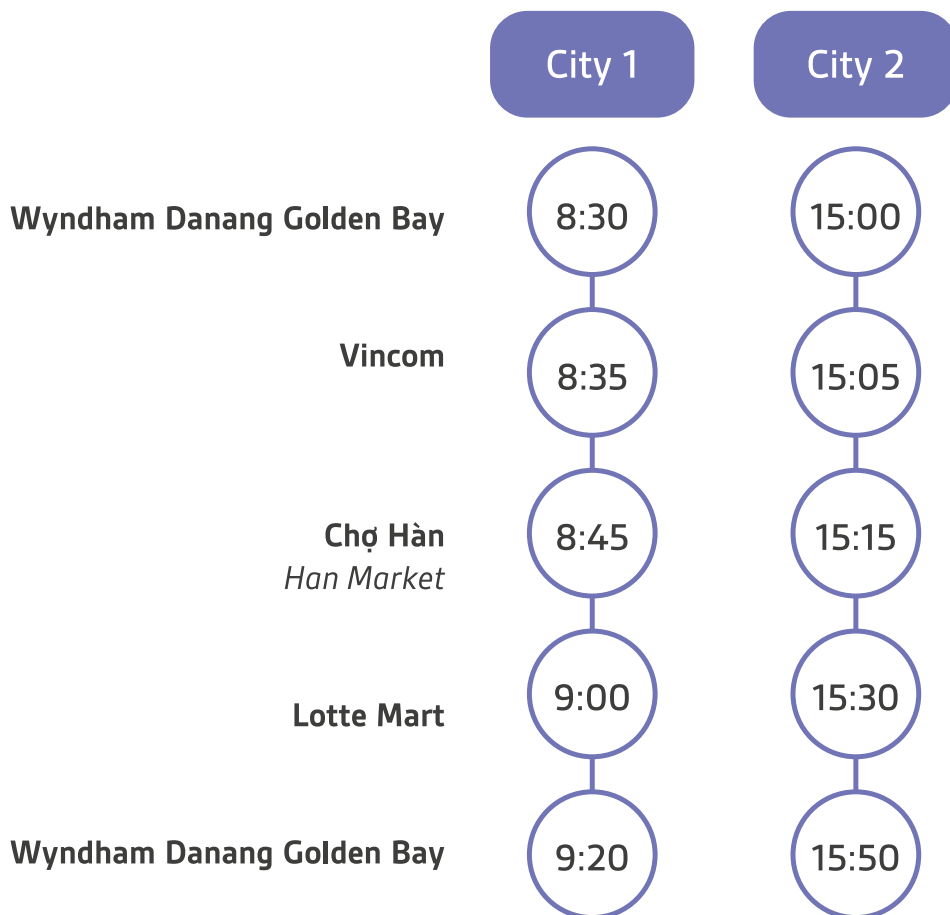 City 1 City 2
Wyndham Danang Golden Bay 8:30 15:00
Vincom 8:35 15:05
Chợ Hàn 8:45 15:15
Han Market
Lotte Mart 9:00 15:30
Wyndham Danang Golden Bay 9:20 15:50